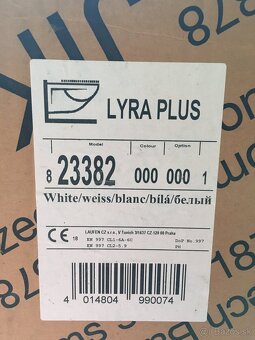 LYRA PLUS
Model Colour Option
8 23382 000 000 1
White/weiss/blanc/bílá/белый
LAUFEN CZ s.r.o., V Tůních 3/1637 CZ-120 00 Praha
CE 18 EN 997 CL1-6A-6C DoP No.997
EN 997 CL2-5.9
4 014804 990074